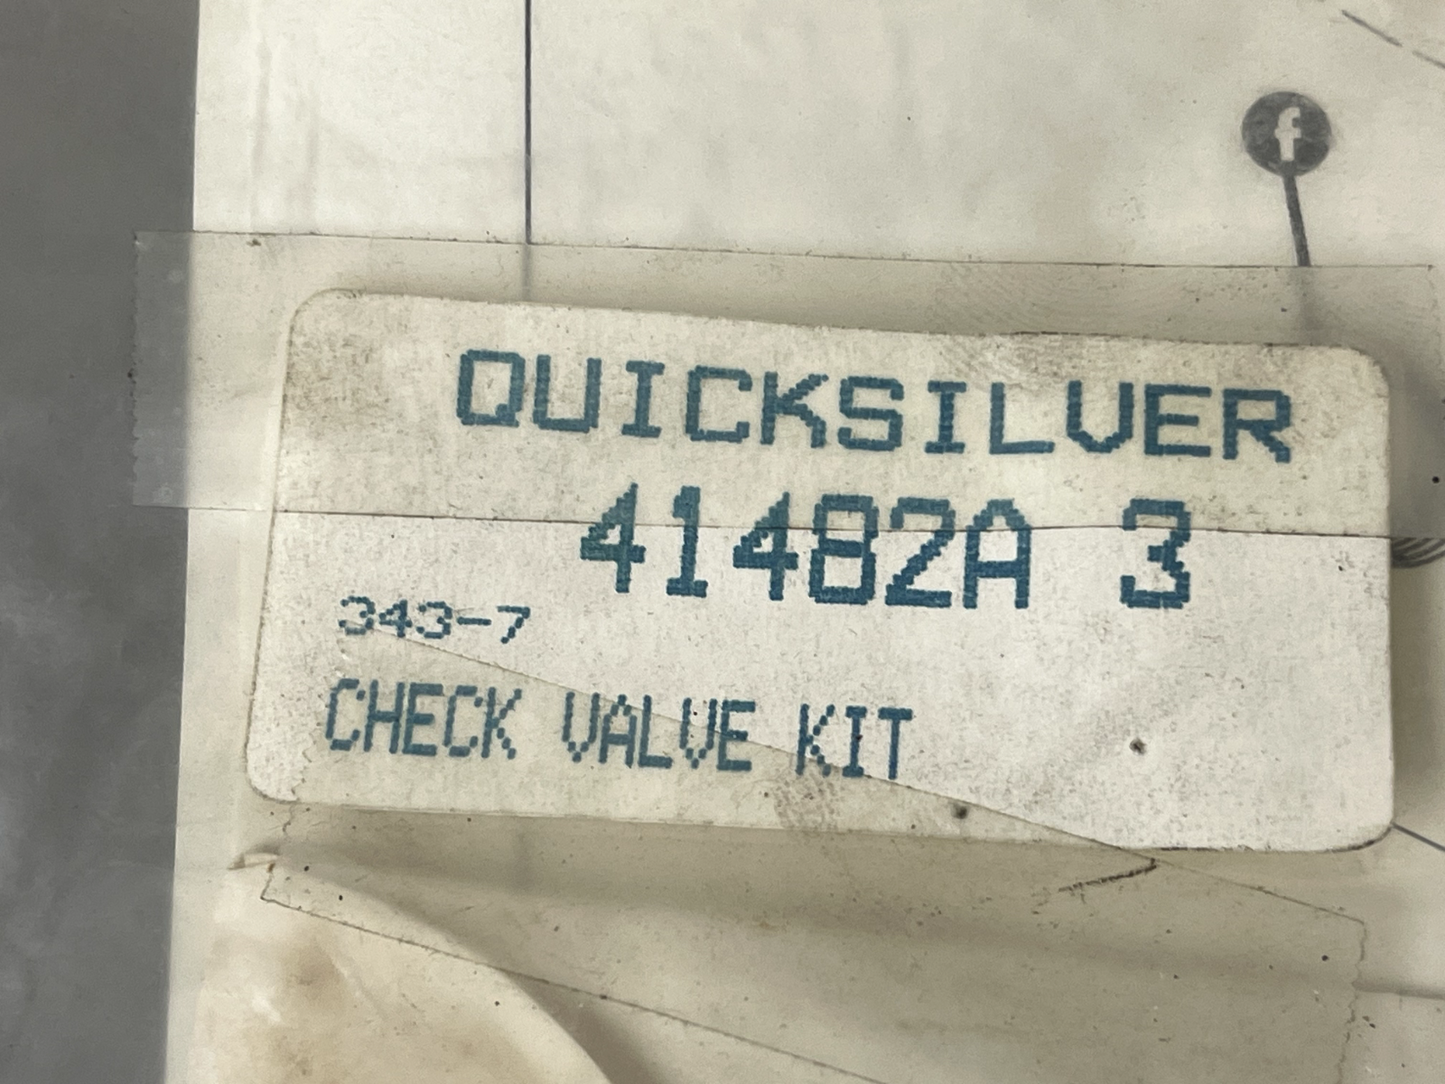 f
QUICKSILVER
41482A 3
343-7
CHECK VALVE KIT